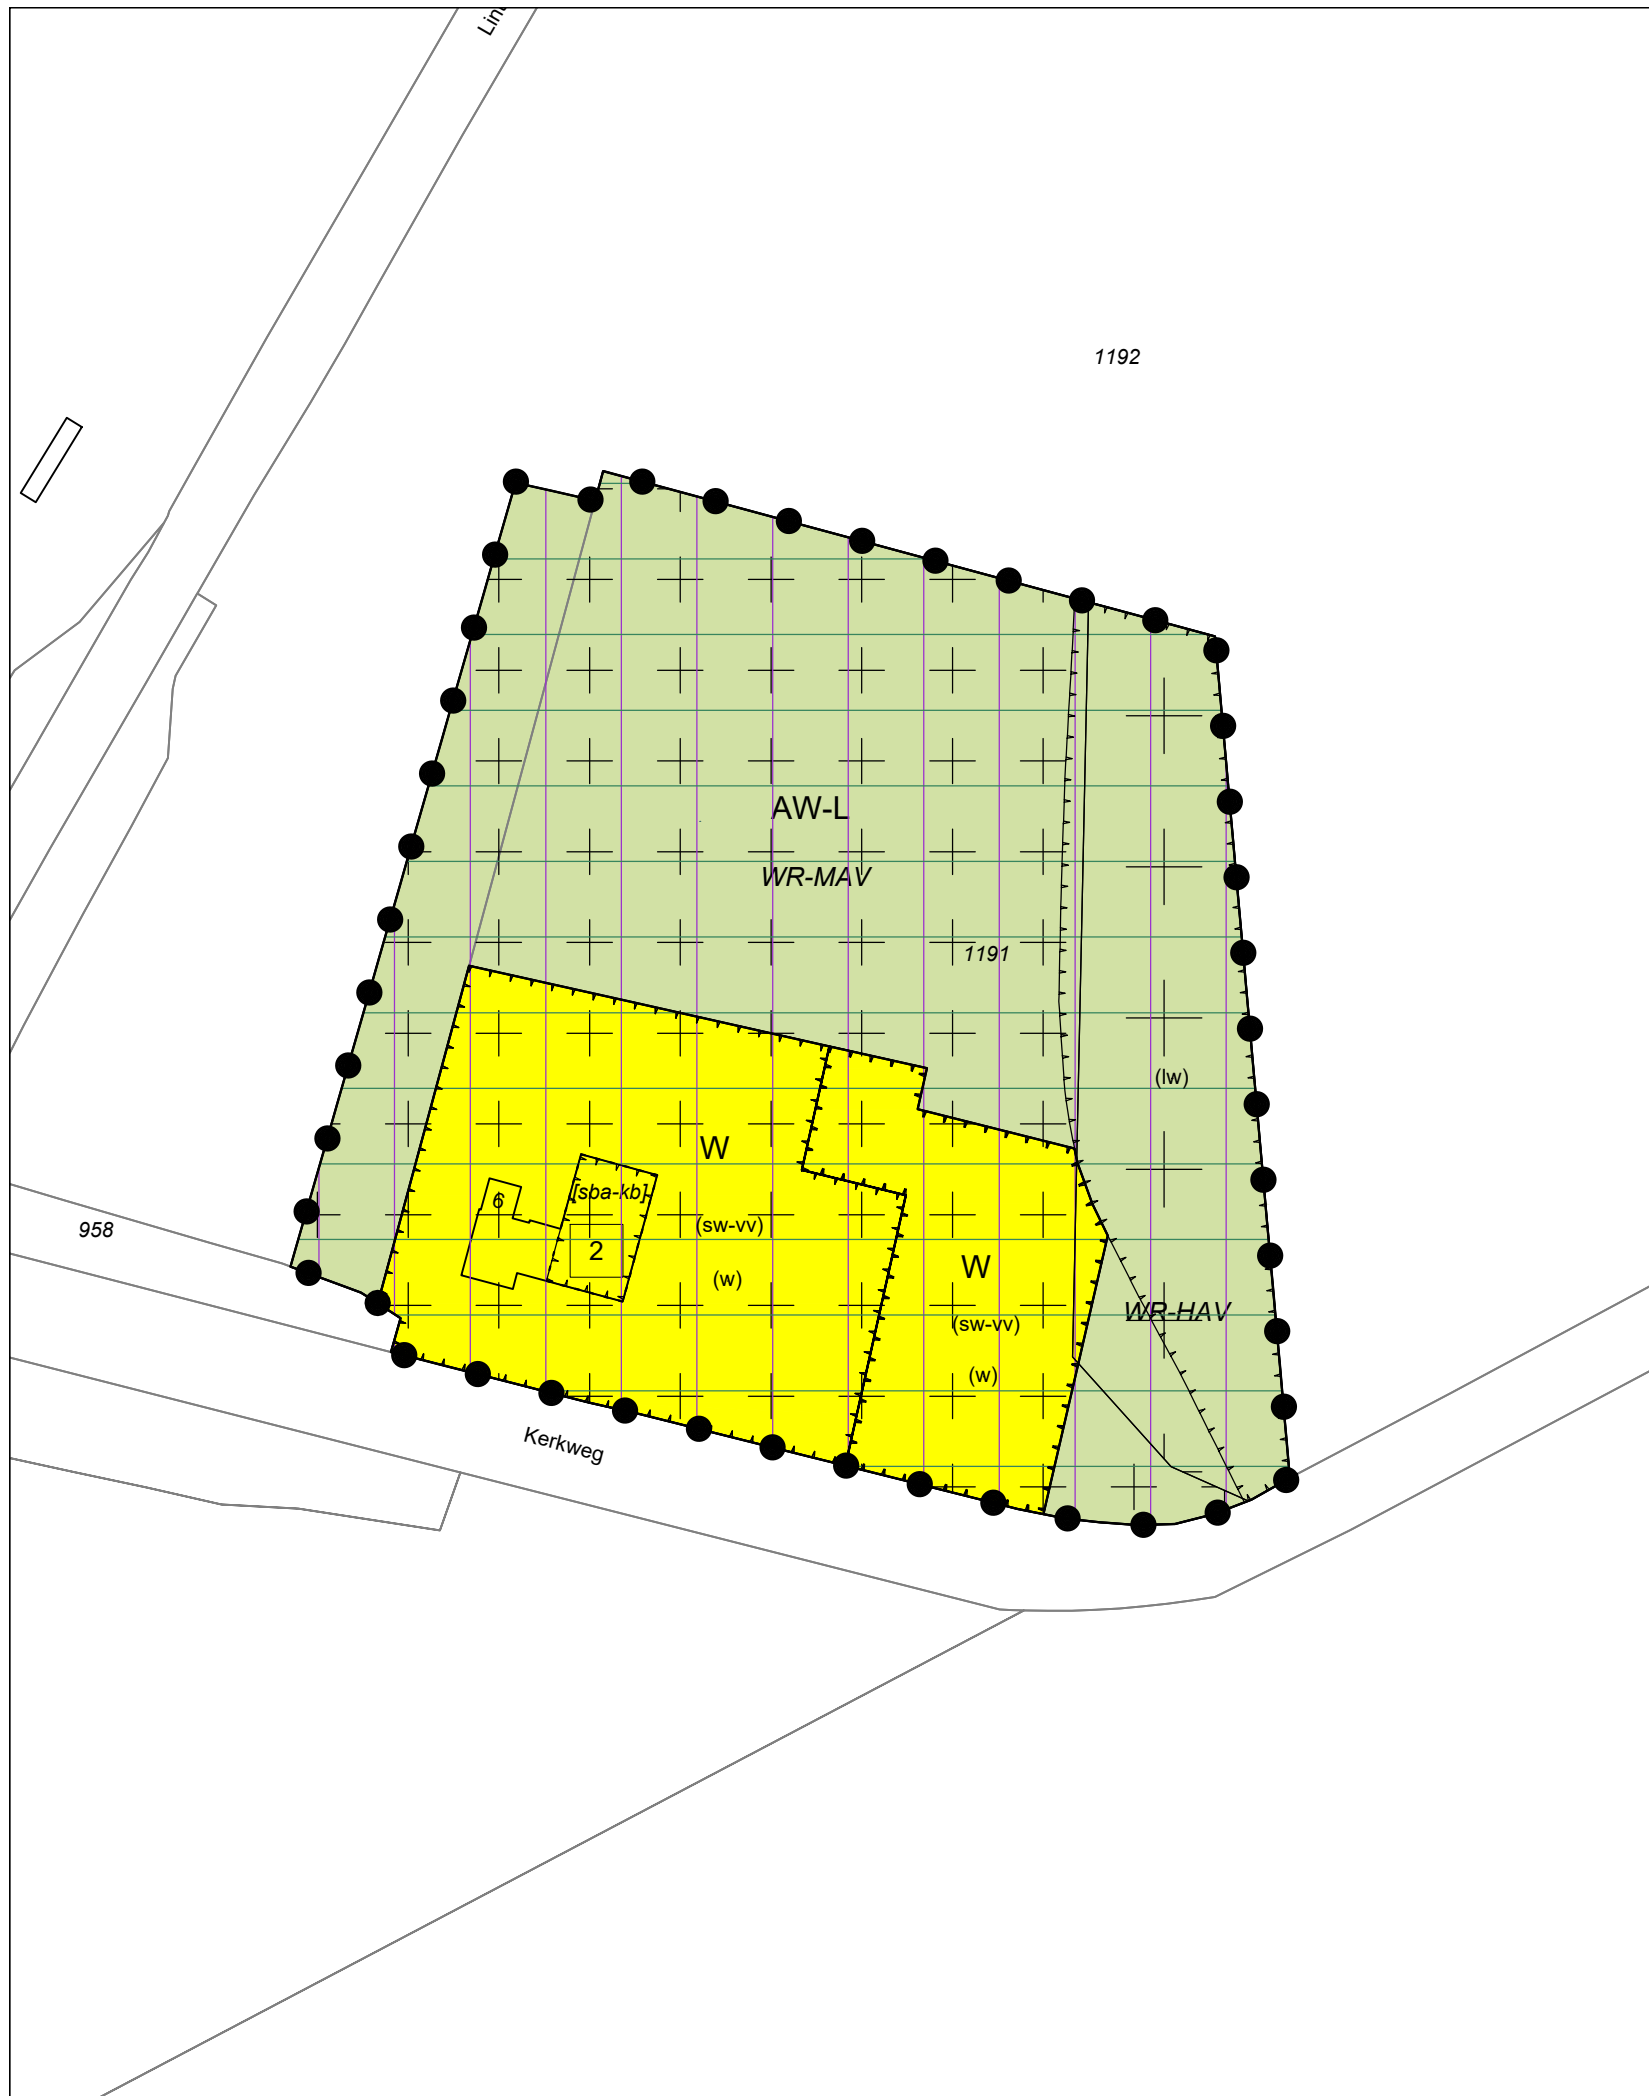 1192
AW-L
WR-MAV
1191
(lw)
W
6
[sba-kb]
(sw-vv)
958
2
W
(w)
WR-HAV
(sw-vv)
(w)
Kerkweg